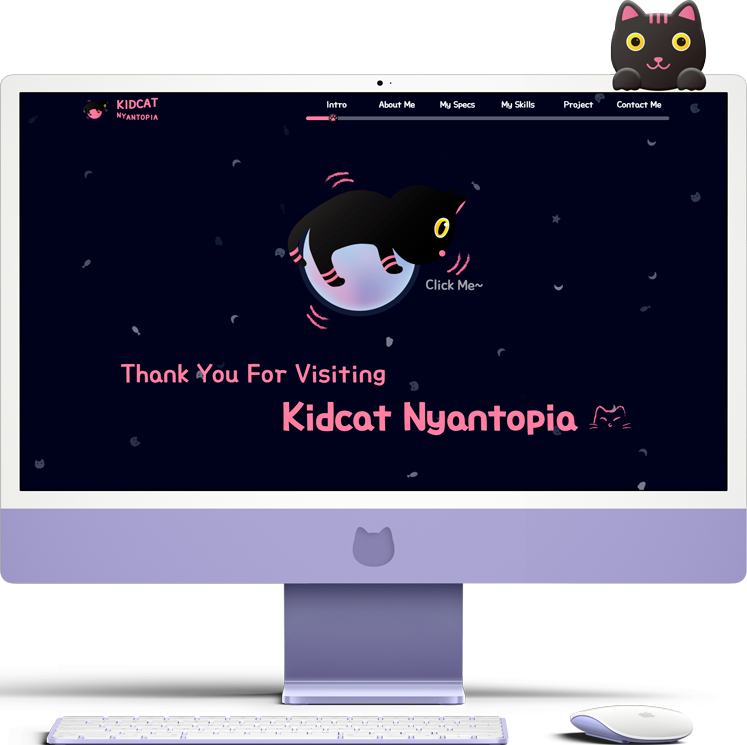 KIDCAT
NYANTOPIA
Intro About Me My Specs My Skills Project Contact Me
Click Me~
Thank You For Visiting
Kidcat Nyantopia